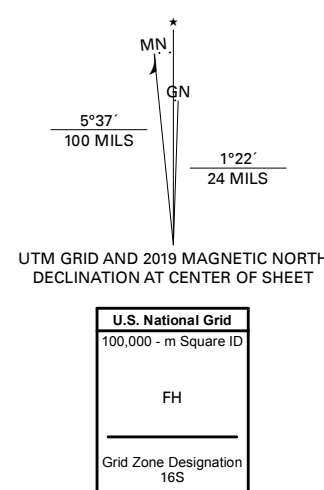 ★
MN
GN
5°37´
100 MILS
1°22´
24 MILS
UTM GRID AND 2019 MAGNETIC NORTH
DECLINATION AT CENTER OF SHEET
U.S. National Grid
100,000 - m Square ID
FH
Grid Zone Designation
16S